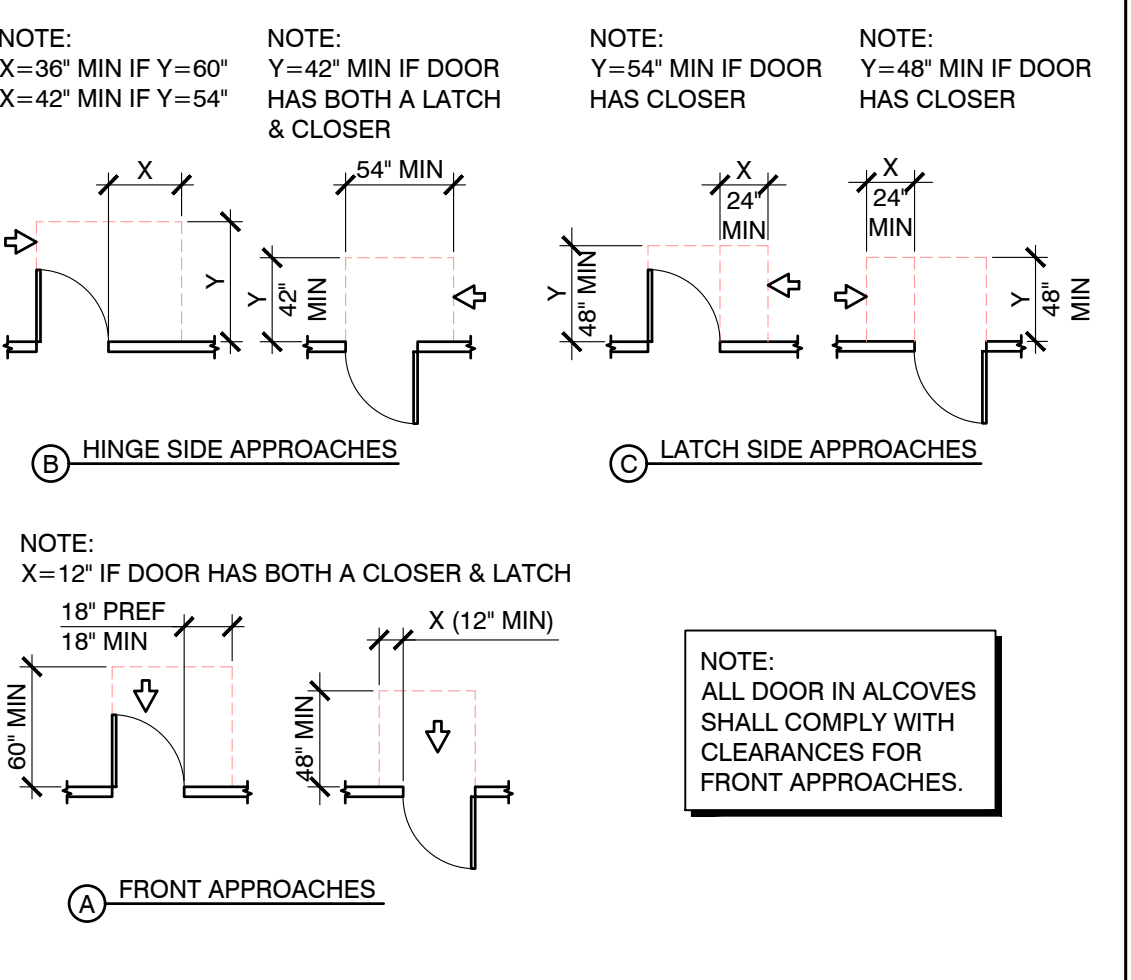 NOTE:
X=36" MIN IF Y=60"
X=42" MIN IF Y=54"
NOTE:
Y=42" MIN IF DOOR
HAS BOTH A LATCH
& CLOSER
NOTE:
Y=54" MIN IF DOOR
HAS CLOSER
NOTE:
Y=48" MIN IF DOOR
HAS CLOSER
X
Y
54" MIN
Y
42"
MIN
X
24"
MIN
Y
48" MIN
X
24"
MIN
Y
48"
MIN
B HINGE SIDE APPROACHES
C LATCH SIDE APPROACHES
NOTE:
X=12" IF DOOR HAS BOTH A CLOSER & LATCH
18" PREF
18" MIN
60" MIN
X (12" MIN)
48" MIN
A FRONT APPROACHES
NOTE:
ALL DOOR IN ALCOVES
SHALL COMPLY WITH
CLEARANCES FOR
FRONT APPROACHES.